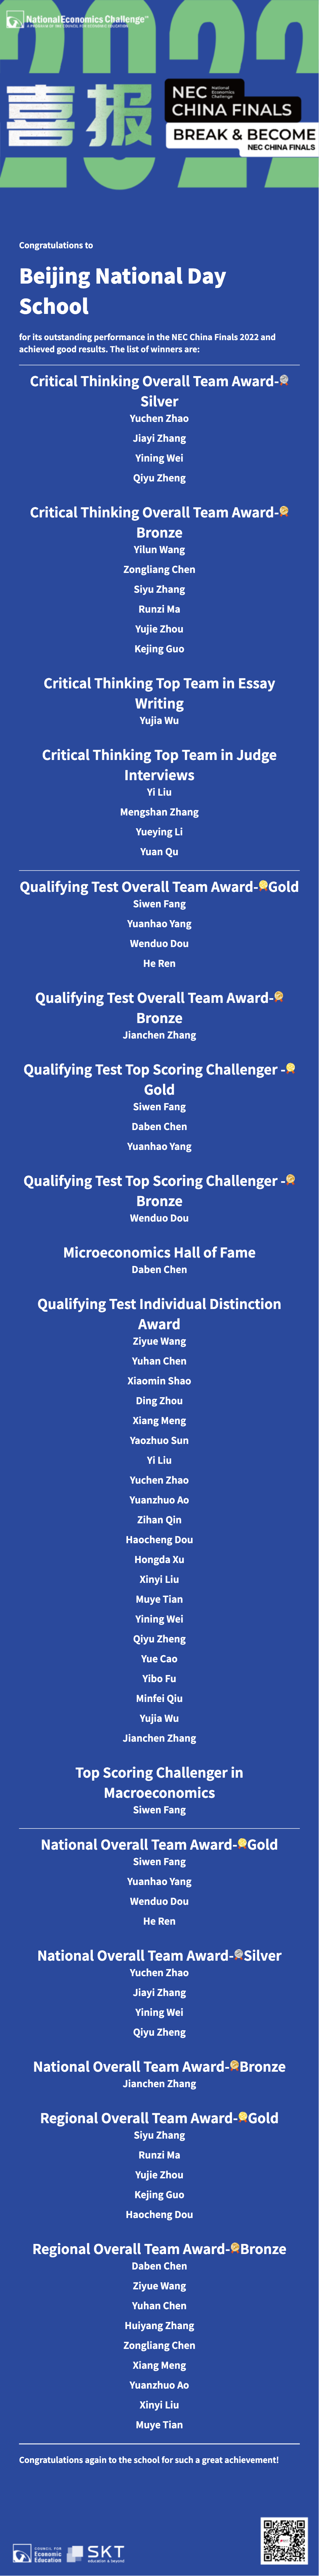 National Economics Challenge℠
A PROGRAM OF THE COUNCIL FOR ECONOMIC EDUCATION
2022
喜报
NEC National Economics Challenge
CHINA FINALS
BREAK & BECOME
NEC CHINA FINALS
Congratulations to
Beijing National Day
School
for its outstanding performance in the NEC China Finals 2022 and
achieved good results. The list of winners are:
Critical Thinking Overall Team Award-
Silver
Yuchen Zhao
Jiayi Zhang
Yining Wei
Qiyu Zheng
Critical Thinking Overall Team Award-
Bronze
Yilun Wang
Zongliang Chen
Siyu Zhang
Runzi Ma
Yujie Zhou
Kejing Guo
Critical Thinking Top Team in Essay
Writing
Yujia Wu
Critical Thinking Top Team in Judge
Interviews
Yi Liu
Mengshan Zhang
Yueying Li
Yuan Qu
Qualifying Test Overall Team Award-Gold
Siwen Fang
Yuanhao Yang
Wenduo Dou
He Ren
Qualifying Test Overall Team Award-
Bronze
Jianchen Zhang
Qualifying Test Top Scoring Challenger -
Gold
Siwen Fang
Daben Chen
Yuanhao Yang
Qualifying Test Top Scoring Challenger -
Bronze
Wenduo Dou
Microeconomics Hall of Fame
Daben Chen
Qualifying Test Individual Distinction
Award
Ziyue Wang
Yuhan Chen
Xiaomin Shao
Ding Zhou
Xiang Meng
Yaozhuo Sun
Yi Liu
Yuchen Zhao
Yuanzhuo Ao
Zihan Qin
Haocheng Dou
Hongda Xu
Xinyi Liu
Muye Tian
Yining Wei
Qiyu Zheng
Yue Cao
Yibo Fu
Minfei Qiu
Yujia Wu
Jianchen Zhang
Top Scoring Challenger in
Macroeconomics
Siwen Fang
National Overall Team Award-Gold
Siwen Fang
Yuanhao Yang
Wenduo Dou
He Ren
National Overall Team Award-Silver
Yuchen Zhao
Jiayi Zhang
Yining Wei
Qiyu Zheng
National Overall Team Award-Bronze
Jianchen Zhang
Regional Overall Team Award-Gold
Siyu Zhang
Runzi Ma
Yujie Zhou
Kejing Guo
Haocheng Dou
Regional Overall Team Award-Bronze
Daben Chen
Ziyue Wang
Yuhan Chen
Huiyang Zhang
Zongliang Chen
Xiang Meng
Yuanzhuo Ao
Xinyi Liu
Muye Tian
Congratulations again to the school for such a great achievement!
COUNCIL FOR
Economic
Education
SKT
education & beyond